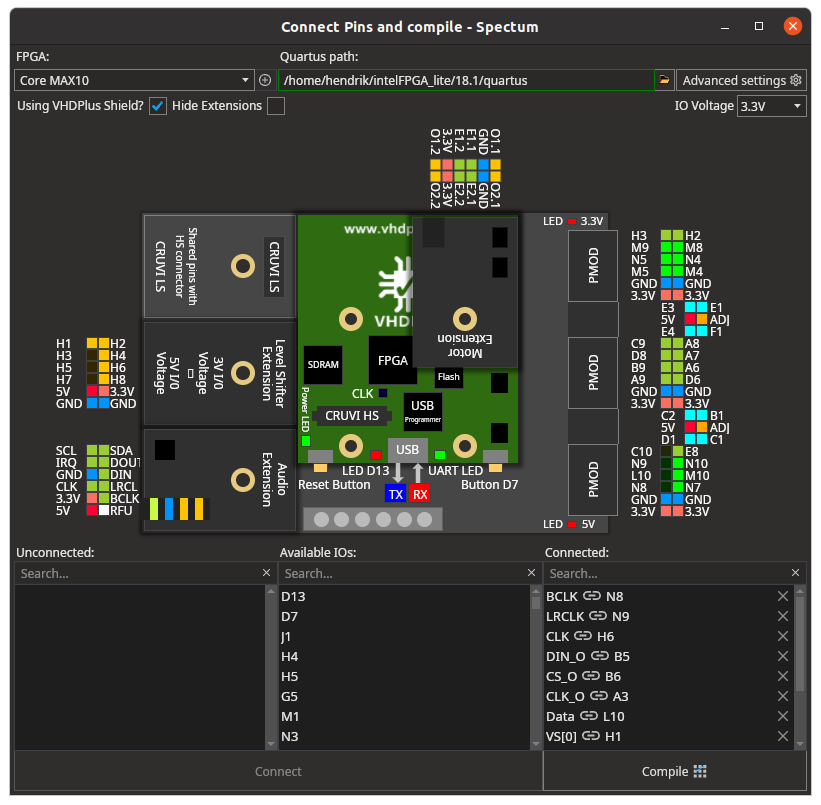 Connect Pins and compile - Spectum
FPGA:
Quartus path:
Core MAX10
/home/hendrik/intelFPGA_lite/18.1/quartus
Advanced settings
Using VHDPlus Shield?
Hide Extensions
IO Voltage 3.3V
O1.2 3.3V E1.2 E1.1 GND O1.1
O2.2 3.3V E2.2 E2.1 GND O2.1
Shared pins with
HS connector
CRUVI LS
CRUVI LS
www.vhdp
VHD
Motor
Extension
LED 3.3V
PMOD
H3 H2
M9 M8
N5 N4
M5 M4
GND GND
3.3V 3.3V
E3 E1
5V ADJ
E4 F1
H1 H2
H3 H4
H5 H6
H7 H8
5V 3.3V
GND GND
5V I/0
Voltage
3V I/0
Voltage
Level Shifter
Extension
SDRAM
FPGA
Flash
CLK
CRUVI HS
USB
Programmer
Power LED
PMOD
C9 A8
D8 A7
B9 A6
A9 D6
GND GND
3.3V 3.3V
C2 B1
5V ADJ
D1 C1
SCL SDA
IRQ DOUT
GND DIN
CLK LRCL
3.3V BCLK
5V RFU
Audio
Extension
USB
LED D13
UART LED
Reset Button
Button D7
TX RX
PMOD
C10 E8
N9 N10
L10 M10
N8 N7
GND GND
3.3V 3.3V
LED 5V
Unconnected:
Search...
Available IOs:
Search...
D13
D7
J1
H4
H5
G5
M1
N3
Connected:
Search...
BCLK N8
LRCLK N9
CLK H6
DIN_O B5
CS_O B6
CLK_O A3
Data L10
VS[0] H1
Connect
Compile